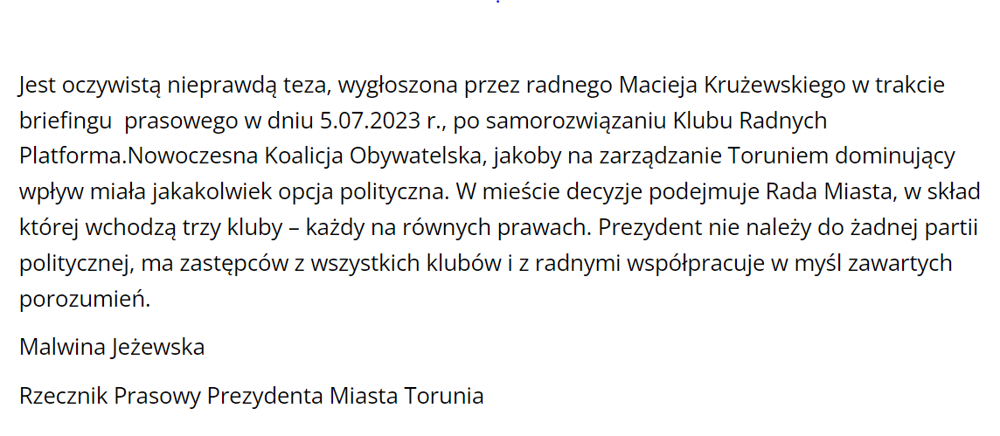 Jest oczywistą nieprawdą teza, wygłoszona przez radnego Macieja Krużewskiego w trakcie
briefingu  prasowego w dniu 5.07.2023 r., po samorozwiązaniu Klubu Radnych
Platforma.Nowoczesna Koalicja Obywatelska, jakoby na zarządzanie Toruniem dominujący
wpływ miała jakakolwiek opcja polityczna. W mieście decyzje podejmuje Rada Miasta, w skład
której wchodzą trzy kluby – każdy na równych prawach. Prezydent nie należy do żadnej partii
politycznej, ma zastępców z wszystkich klubów i z radnymi współpracuje w myśl zawartych
porozumień.
Malwina Jeżewska
Rzecznik Prasowy Prezydenta Miasta Torunia